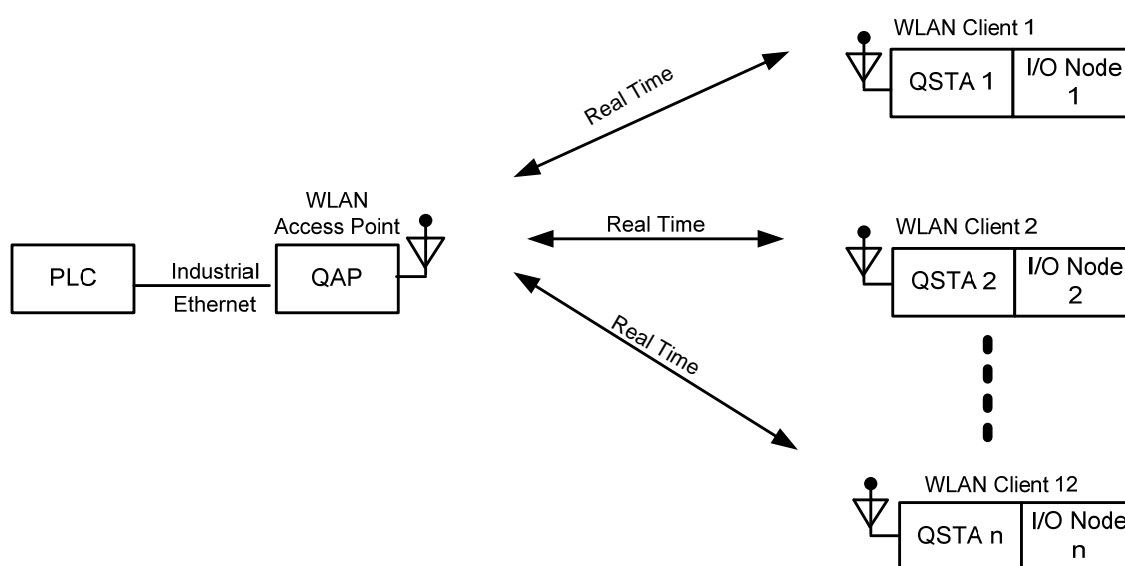 PLC
Industrial
Ethernet
WLAN
Access Point
QAP
Real Time
Real Time
Real Time
WLAN Client 1
QSTA 1
I/O Node
1
WLAN Client 2
QSTA 2
I/O Node
2
WLAN Client 12
QSTA n
I/O Node
n